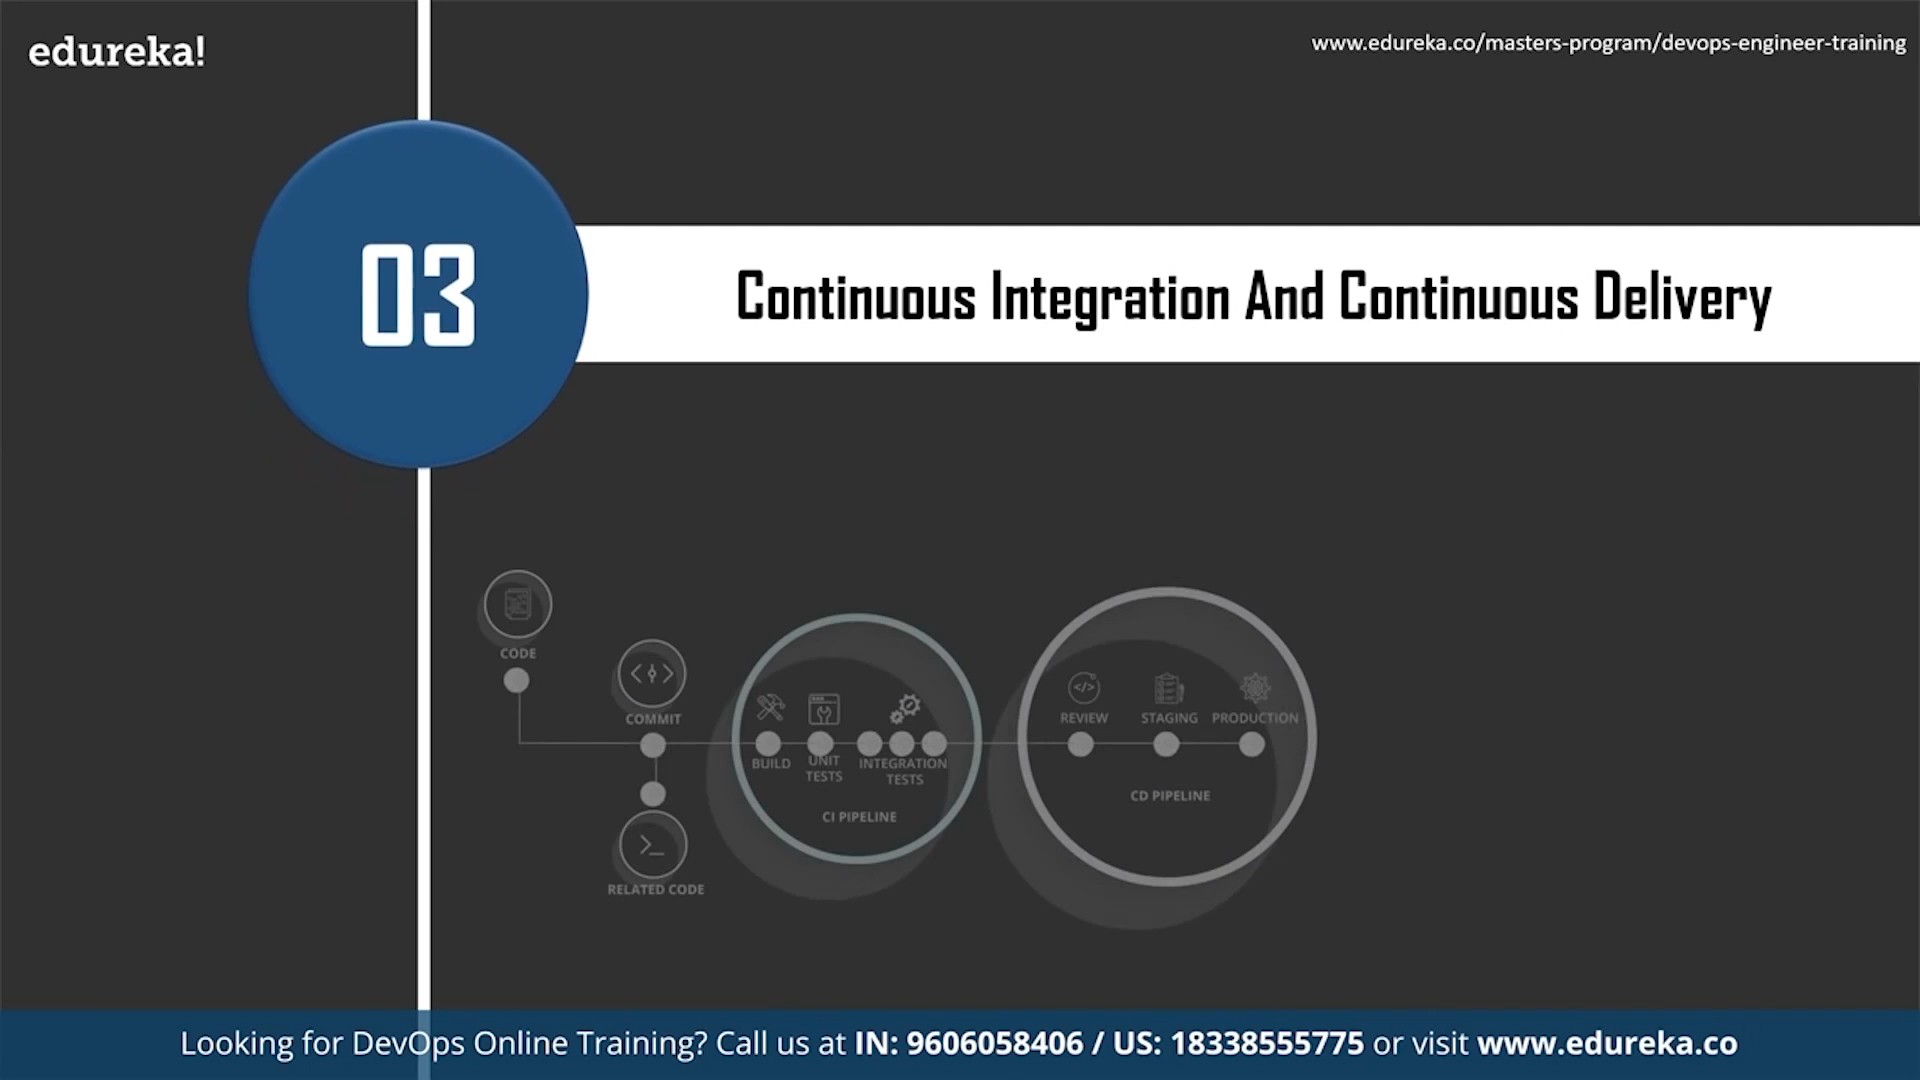 edureka!
www.edureka.co/masters-program/devops-engineer-training
03
Continuous Integration And Continuous Delivery
CODE
COMMIT
RELATED CODE
BUILD
UNIT
TESTS
INTEGRATION
TESTS
CI PIPELINE
REVIEW
STAGING
PRODUCTION
CD PIPELINE
Looking for DevOps Online Training? Call us at IN: 9606058406 / US: 18338555775 or visit www.edureka.co